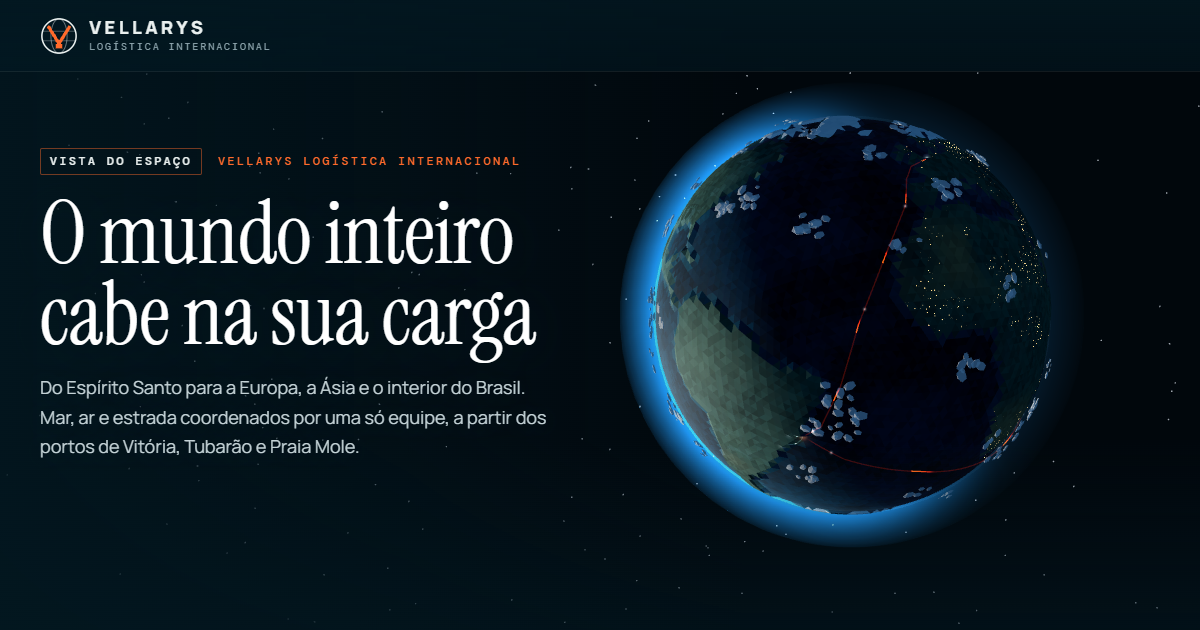 VELLARYS
LOGÍSTICA INTERNACIONAL
VISTA DO ESPAÇO VELLARYS LOGÍSTICA INTERNACIONAL
O mundo inteiro
cabe na sua carga
Do Espírito Santo para a Europa, a Ásia e o interior do Brasil.
Mar, ar e estrada coordenados por uma só equipe, a partir dos
portos de Vitória, Tubarão e Praia Mole.